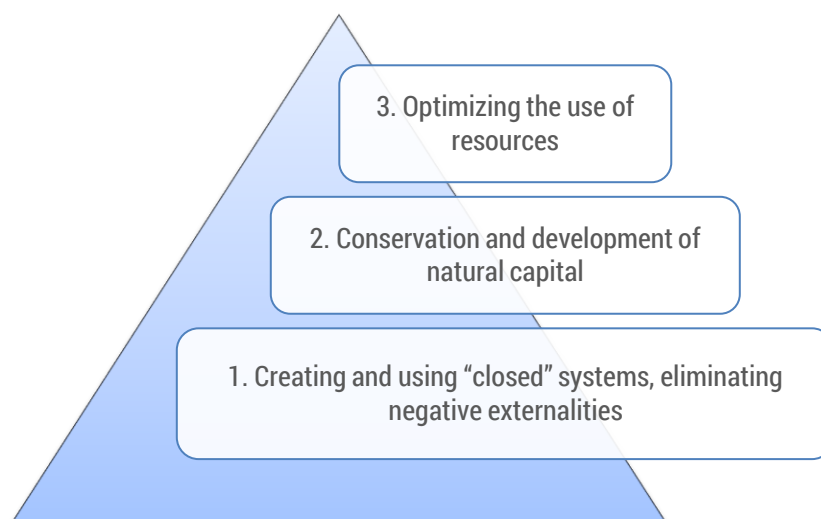 3. Optimizing the use of
resources
2. Conservation and development of
natural capital
1. Creating and using “closed” systems, eliminating
negative externalities